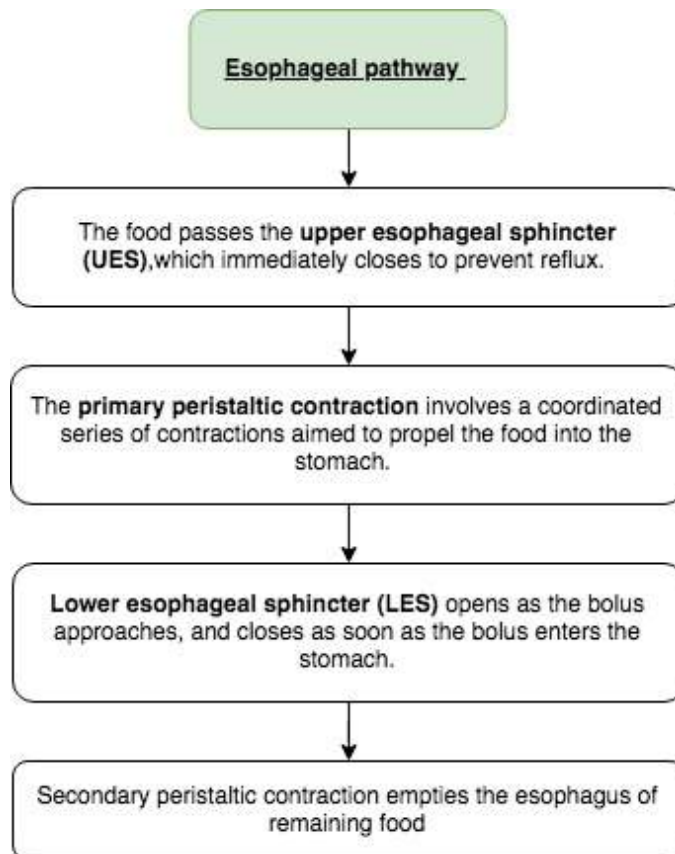 Esophageal pathway
The food passes the upper esophageal sphincter
(UES),which immediately closes to prevent reflux.
The primary peristaltic contraction involves a coordinated
series of contractions aimed to propel the food into the
stomach.
Lower esophageal sphincter (LES) opens as the bolus
approaches, and closes as soon as the bolus enters the
stomach.
Secondary peristaltic contraction empties the esophagus of
remaining food